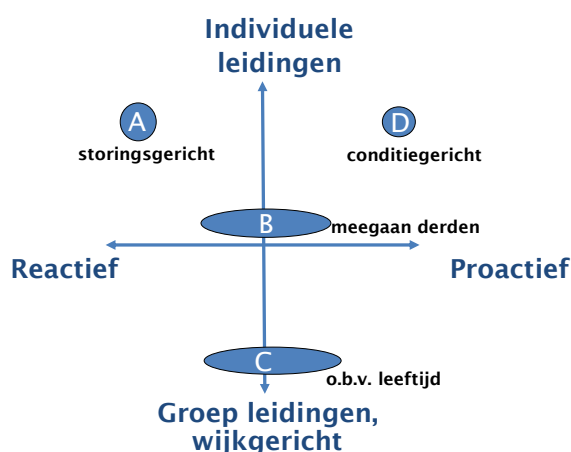 Individuele
leidingen
A
D
storingsgericht
conditiegericht
B
meegaan derden
Reactief
Proactief
C
o.b.v. leeftijd
Groep leidingen,
wijkgericht